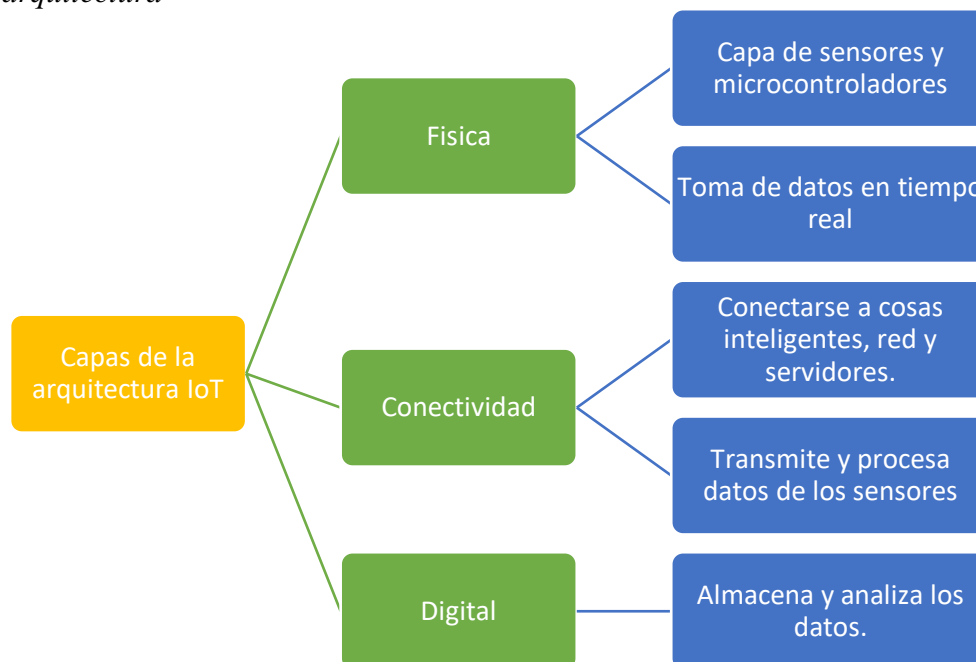 arquitectura
Capa de sensores y
microcontroladores
Fisica
Toma de datos en tiempo
real
Conectarse a cosas
inteligentes, red y
servidores.
Capas de la
arquitectura IoT
Conectividad
Transmite y procesa
datos de los sensores
Digital
Almacena y analiza los
datos.